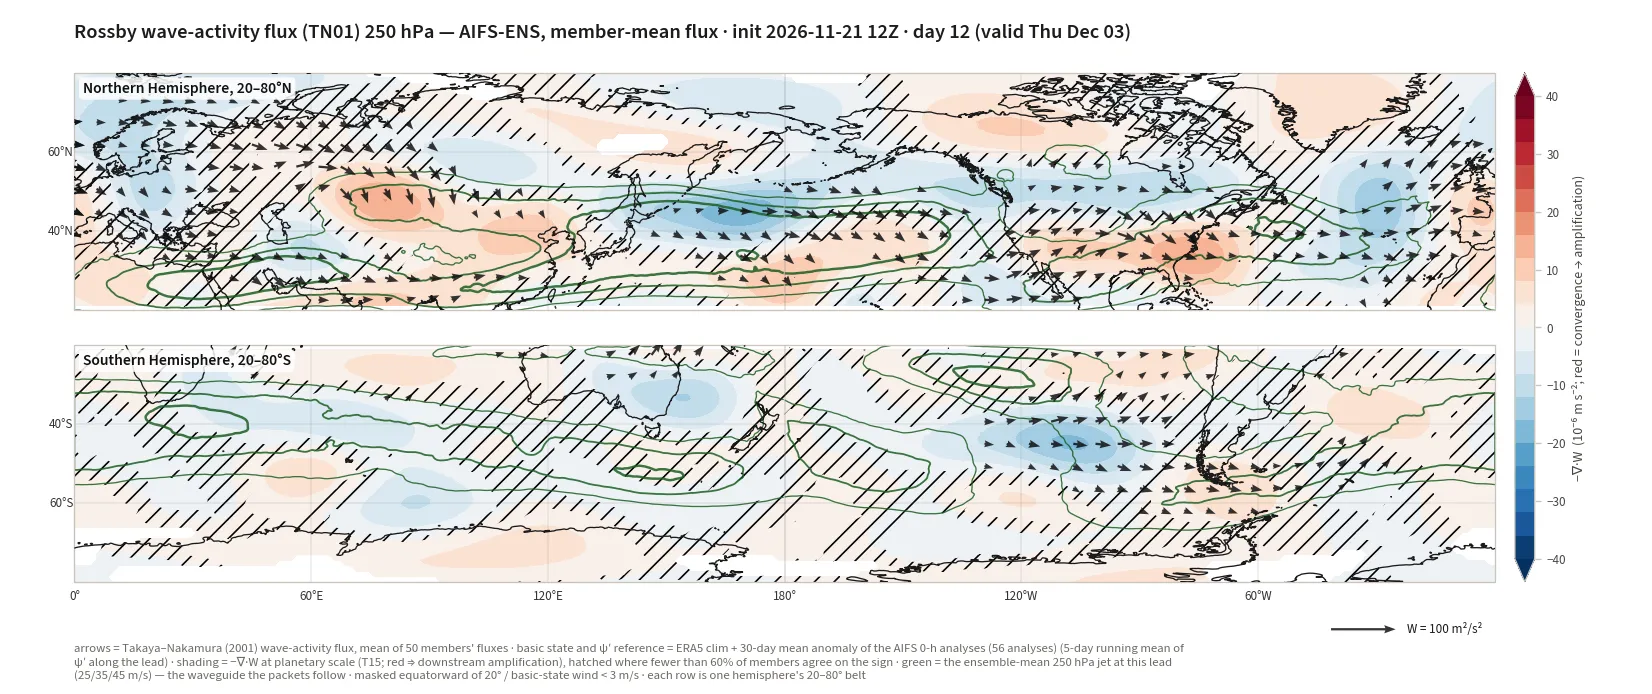 Rossby wave-activity flux (TN01) 250 hPa — AIFS-ENS, member-mean flux · init 2026-11-21 12Z · day 12 (valid Thu Dec 03)
Northern Hemisphere, 20–80°N
60°N
40°N
Southern Hemisphere, 20–80°S
40°S
60°S
0°
60°E
120°E
180°
120°W
60°W
40
30
20
10
0
−10
−20
−30
−40
−∇·W (10⁻⁶ m s⁻²; red = convergence → amplification)
W = 100 m²/s²
arrows = Takaya–Nakamura (2001) wave-activity flux, mean of 50 members' fluxes · basic state and ψ' reference = ERA5 clim + 30-day mean anomaly of the AIFS 0-h analyses (56 analyses) (5-day running mean of
ψ' along the lead) · shading = −∇·W at planetary scale (T15; red ⇒ downstream amplification), hatched where fewer than 60% of members agree on the sign · green = the ensemble-mean 250 hPa jet at this lead
(25/35/45 m/s) — the waveguide the packets follow · masked equatorward of 20° / basic-state wind < 3 m/s · each row is one hemisphere's 20–80° belt